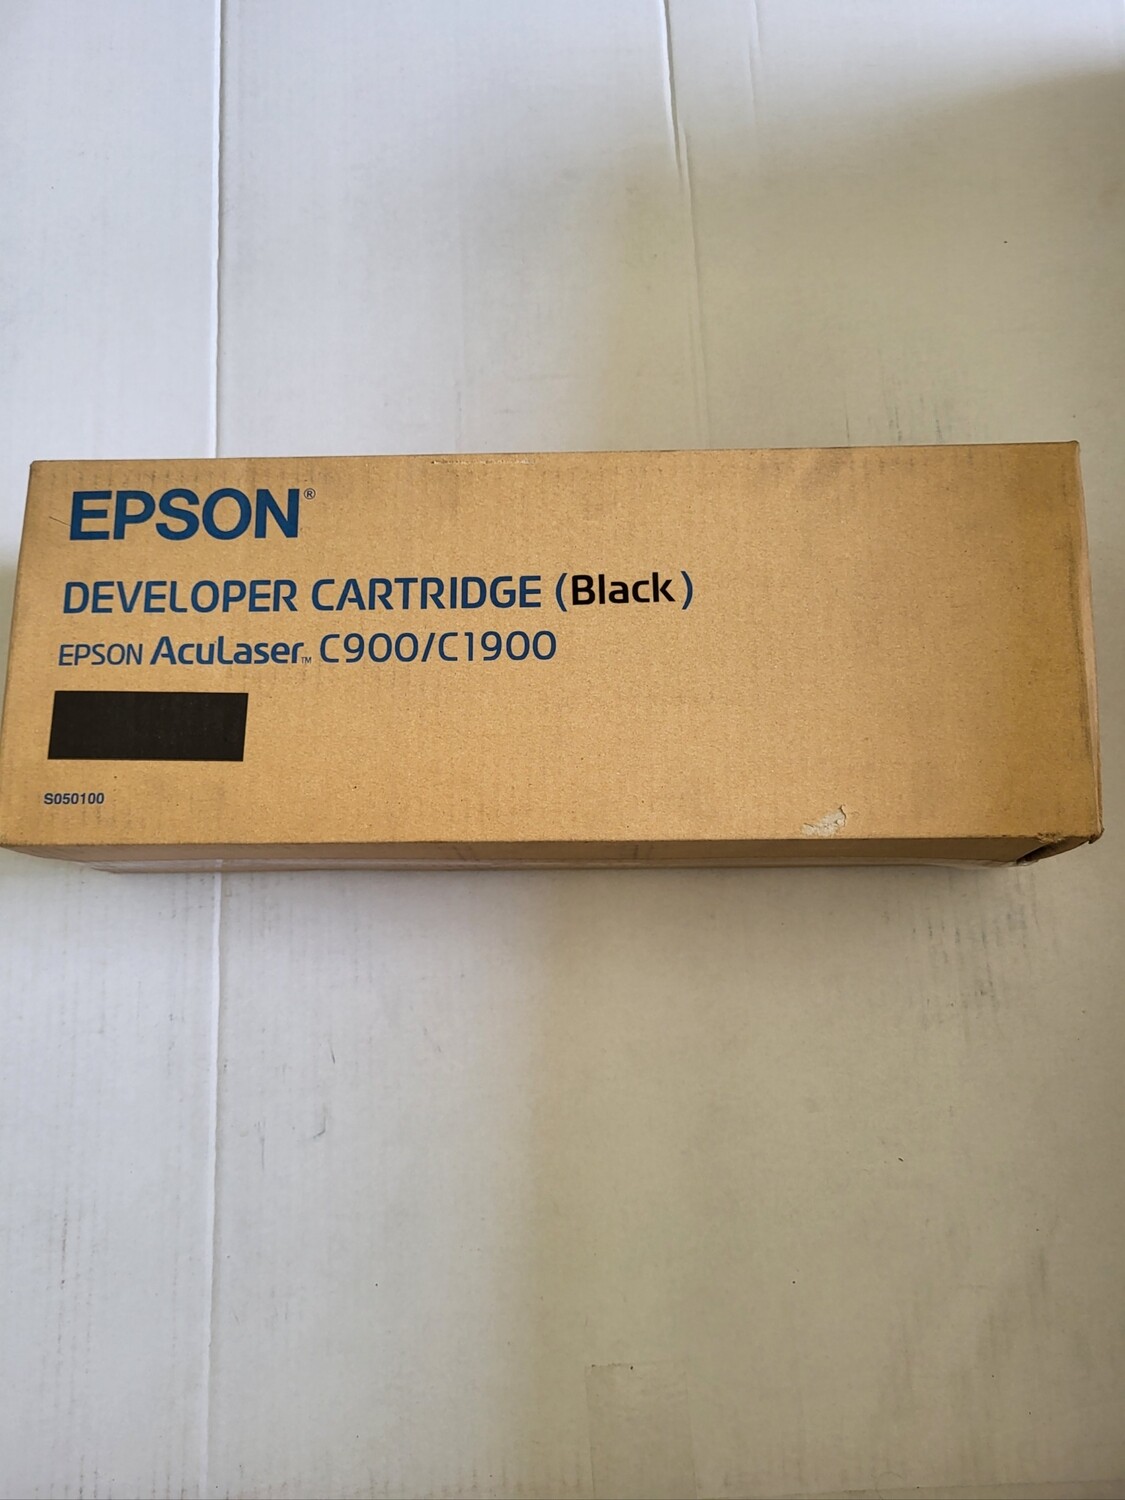 EPSON®
DEVELOPER CARTRIDGE (Black)
EPSON AcuLaser™ C900/C1900
S050100